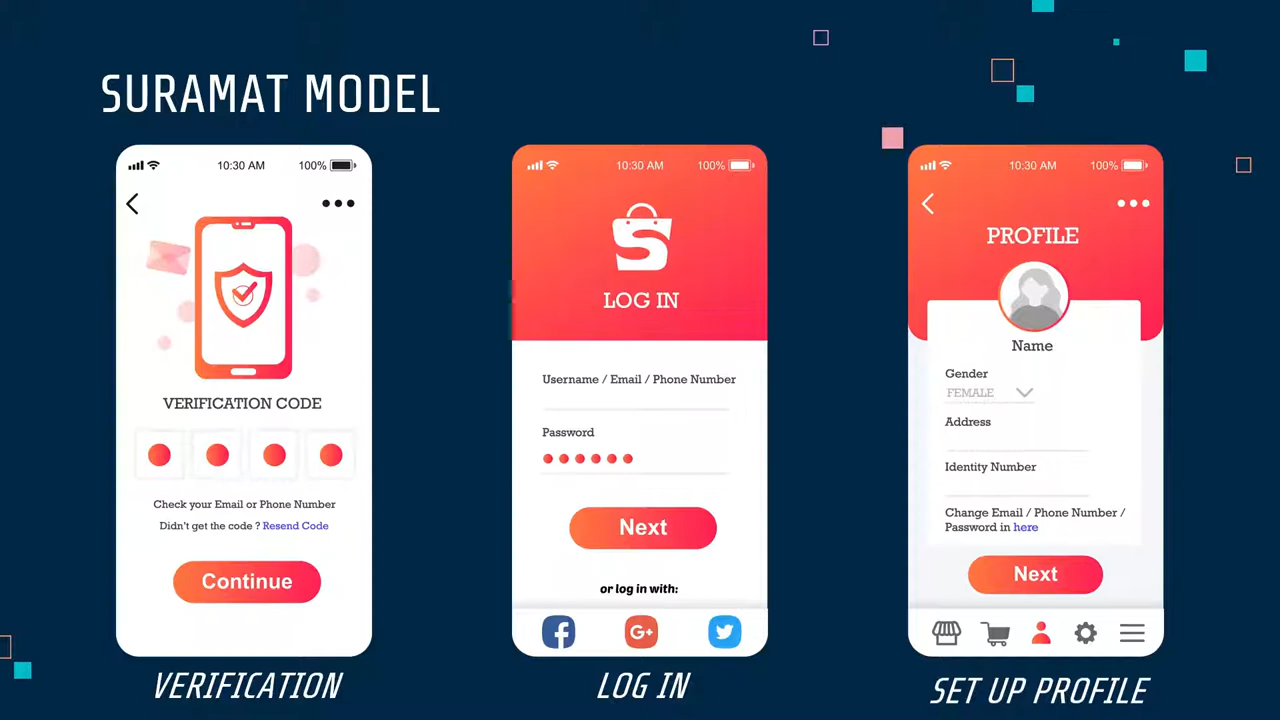 SURAMAT MODEL
10:30 AM 100%
VERIFICATION CODE
Check your Email or Phone Number
Didn't get the code ? Resend Code
Continue
VERIFICATION
10:30 AM 100%
S
LOG IN
Username / Email / Phone Number
Password
Next
or log in with:
f G+
LOG IN
10:30 AM 100%
PROFILE
Name
Gender
FEMALE
Address
Identity Number
Change Email / Phone Number /
Password in here
Next
SET UP PROFILE